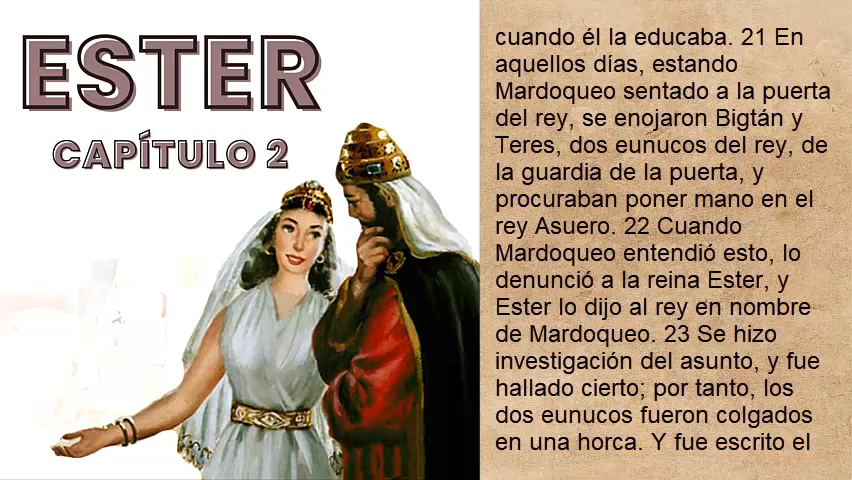 ESTER
CAPÍTULO 2
cuando él la educaba. 21 En
aquellos días, estando
Mardoqueo sentado a la puerta
del rey, se enojaron Bigtán y
Teres, dos eunucos del rey, de
la guardia de la puerta, y
procuraban poner mano en el
rey Asuero. 22 Cuando
Mardoqueo entendió esto, lo
denunció a la reina Ester, y
Ester lo dijo al rey en nombre
de Mardoqueo. 23 Se hizo
investigación del asunto, y fue
hallado cierto; por tanto, los
dos eunucos fueron colgados
en una horca. Y fue escrito el